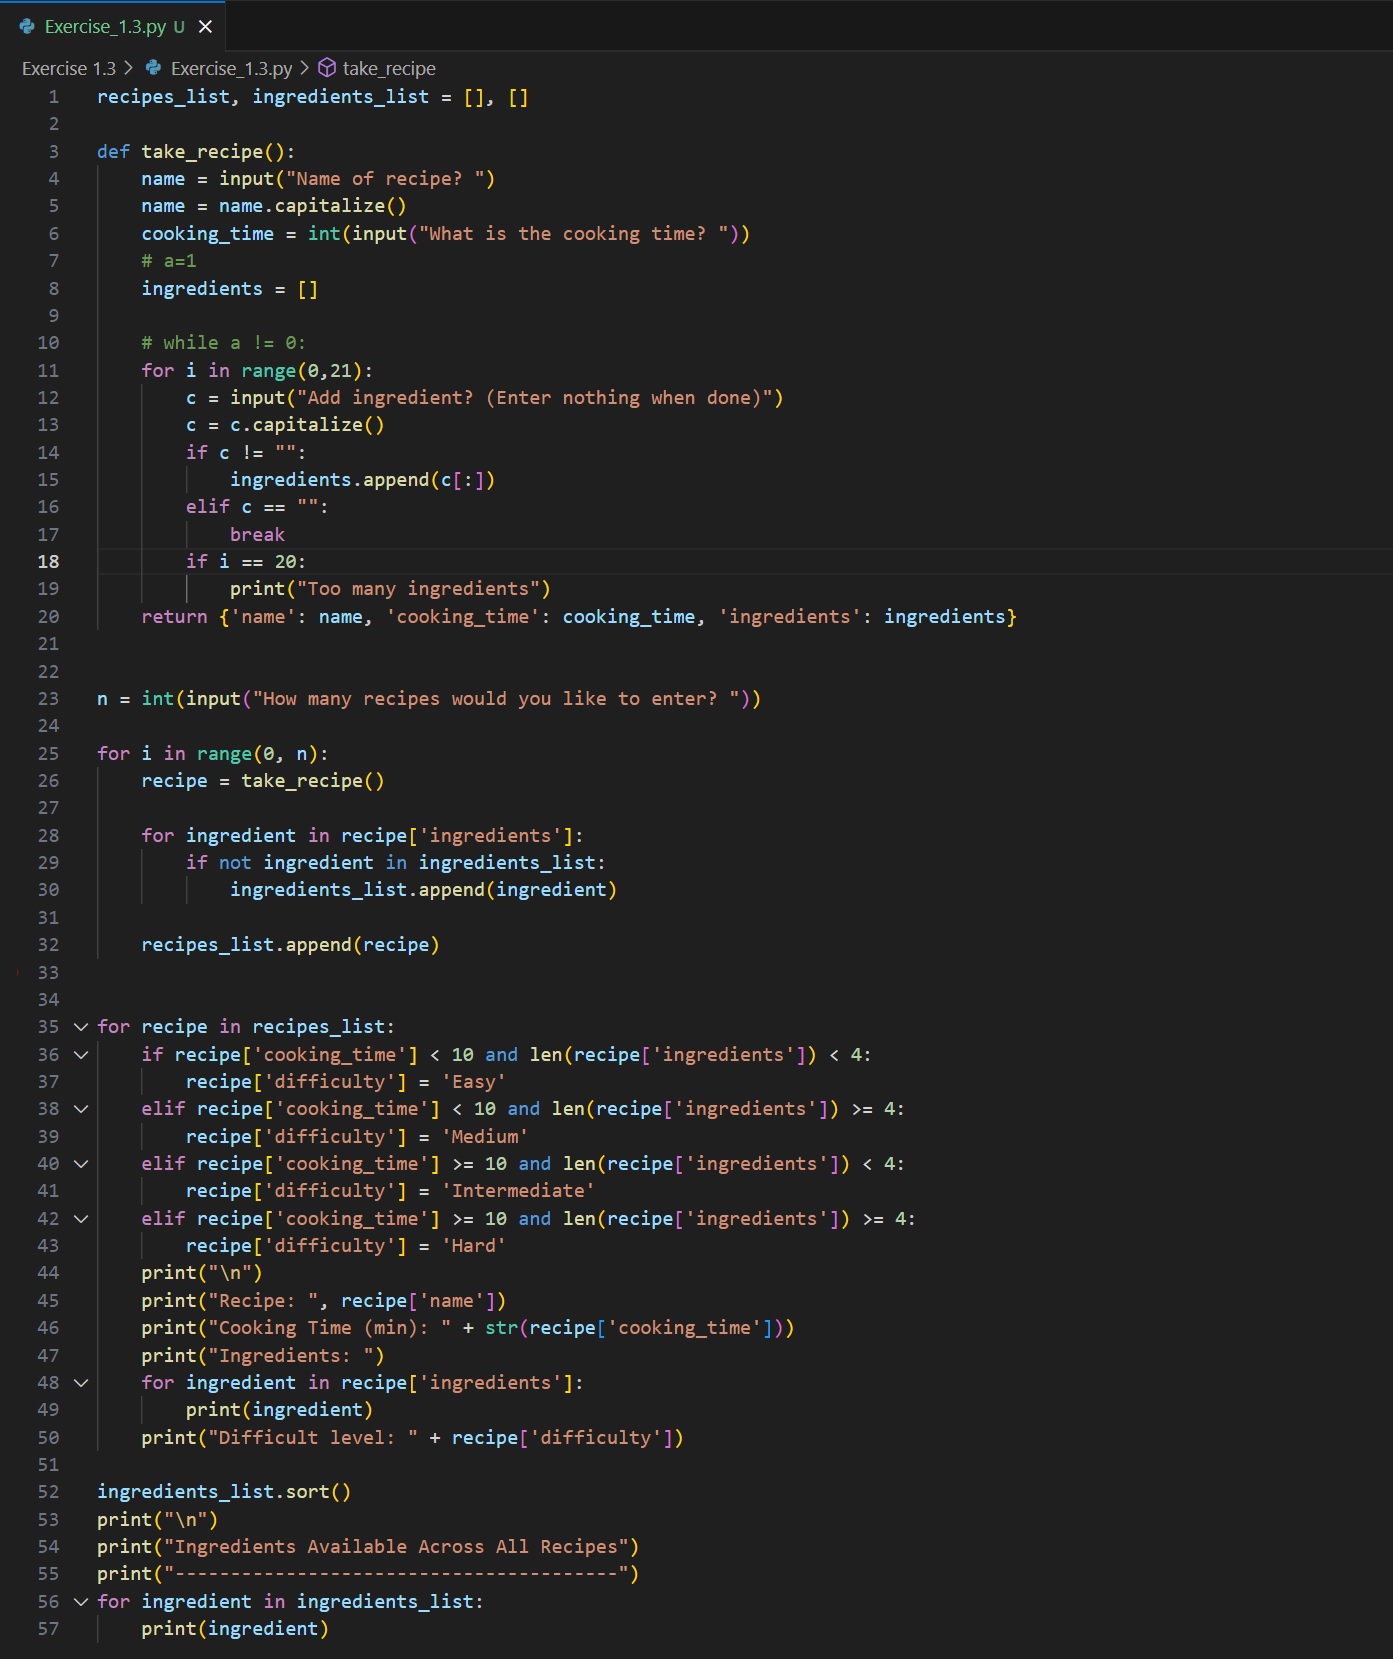 Exercise_1.3.py U
Exercise 1.3 > Exercise_1.3.py > take_recipe
1 recipes_list, ingredients_list = [], []
2
3 def take_recipe():
4     name = input("Name of recipe? ")
5     name = name.capitalize()
6     cooking_time = int(input("What is the cooking time? "))
7     # a=1
8     ingredients = []
9
10     # while a != 0:
11     for i in range(0,21):
12         c = input("Add ingredient? (Enter nothing when done)")
13         c = c.capitalize()
14         if c != "":
15             ingredients.append(c[:])
16         elif c == "":
17             break
18         if i == 20:
19             print("Too many ingredients")
20     return {'name': name, 'cooking_time': cooking_time, 'ingredients': ingredients}
21
22
23 n = int(input("How many recipes would you like to enter? "))
24
25 for i in range(0, n):
26     recipe = take_recipe()
27
28     for ingredient in recipe['ingredients']:
29         if not ingredient in ingredients_list:
30             ingredients_list.append(ingredient)
31
32     recipes_list.append(recipe)
33
34
35 for recipe in recipes_list:
36     if recipe['cooking_time'] < 10 and len(recipe['ingredients']) < 4:
37         recipe['difficulty'] = 'Easy'
38     elif recipe['cooking_time'] < 10 and len(recipe['ingredients']) >= 4:
39         recipe['difficulty'] = 'Medium'
40     elif recipe['cooking_time'] >= 10 and len(recipe['ingredients']) < 4:
41         recipe['difficulty'] = 'Intermediate'
42     elif recipe['cooking_time'] >= 10 and len(recipe['ingredients']) >= 4:
43         recipe['difficulty'] = 'Hard'
44     print("\n")
45     print("Recipe: ", recipe['name'])
46     print("Cooking Time (min): " + str(recipe['cooking_time']))
47     print("Ingredients: ")
48     for ingredient in recipe['ingredients']:
49         print(ingredient)
50     print("Difficult level: " + recipe['difficulty'])
51
52 ingredients_list.sort()
53 print("\n")
54 print("Ingredients Available Across All Recipes")
55 print("----------------------------------------")
56 for ingredient in ingredients_list:
57     print(ingredient)